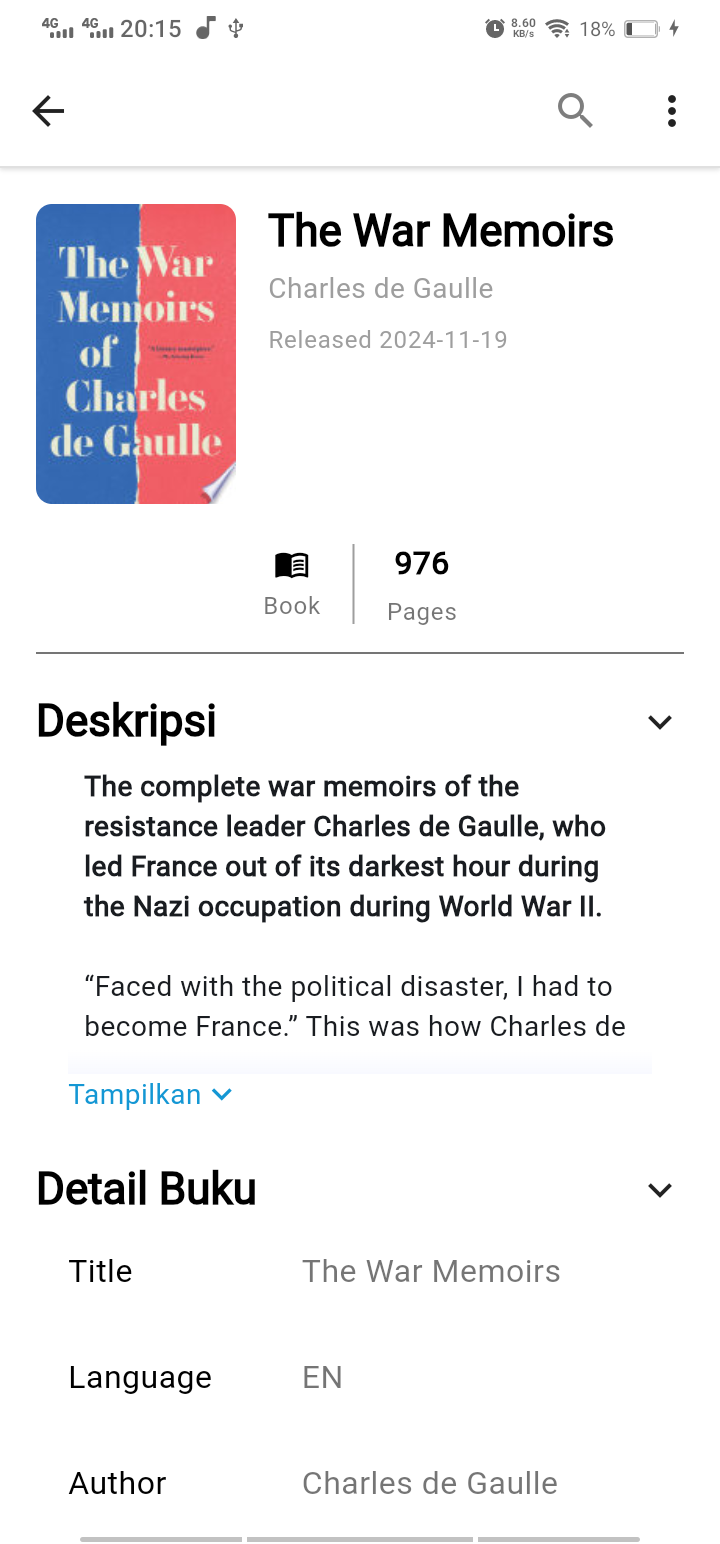 4G 4G 20:15 8.60 KB/s 18%
The War Memoirs
of
Charles
de Gaulle
The War Memoirs
Charles de Gaulle
Released 2024-11-19
Book
976
Pages
Deskripsi
The complete war memoirs of the
resistance leader Charles de Gaulle, who
led France out of its darkest hour during
the Nazi occupation during World War II.
“Faced with the political disaster, I had to
become France.” This was how Charles de
Tampilkan
Detail Buku
Title The War Memoirs
Language EN
Author Charles de Gaulle